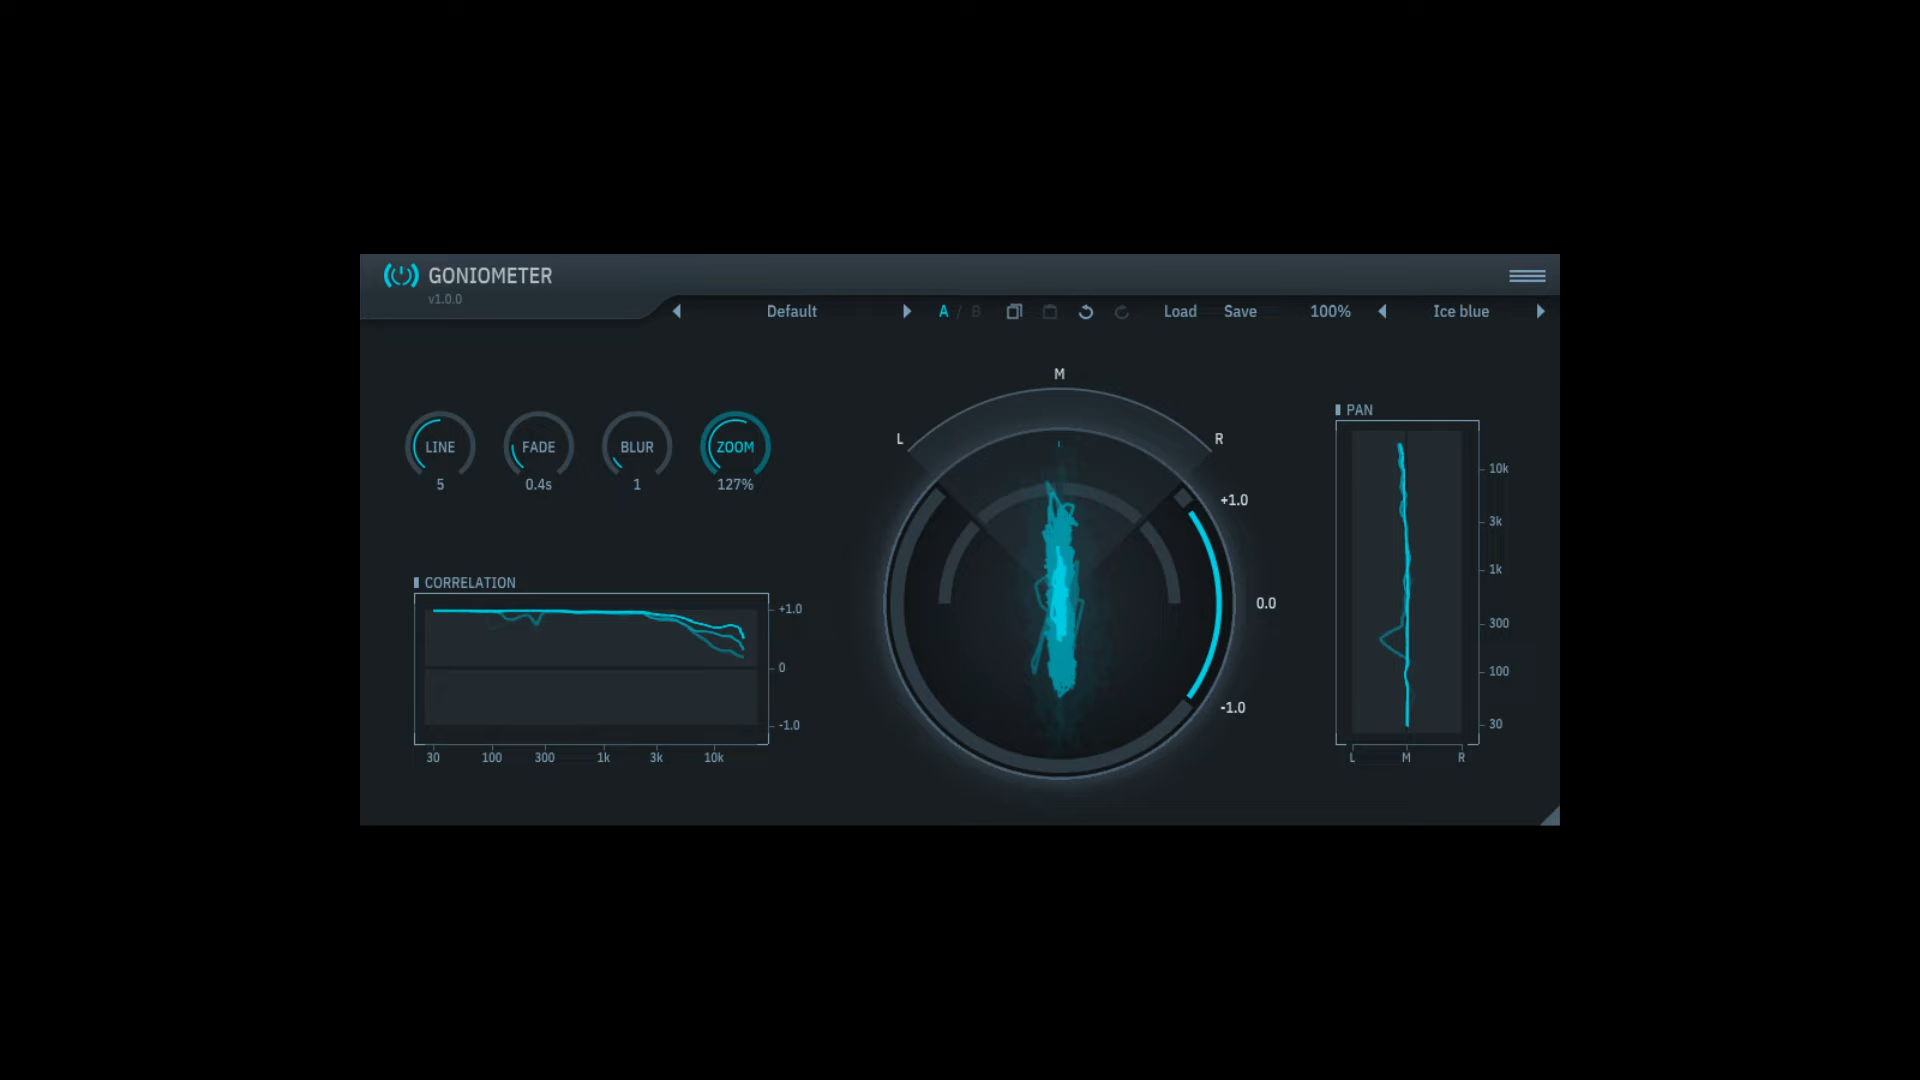 GONIOMETER
v1.0.0
Default
A / B
Load
Save
100%
Ice blue
LINE
FADE
BLUR
ZOOM
5
0.4s
1
127%
M
L
R
+1.0
0.0
-1.0
CORRELATION
+1.0
0
-1.0
30
100
300
1k
3k
10k
PAN
10k
3k
1k
300
100
30
L
M
R